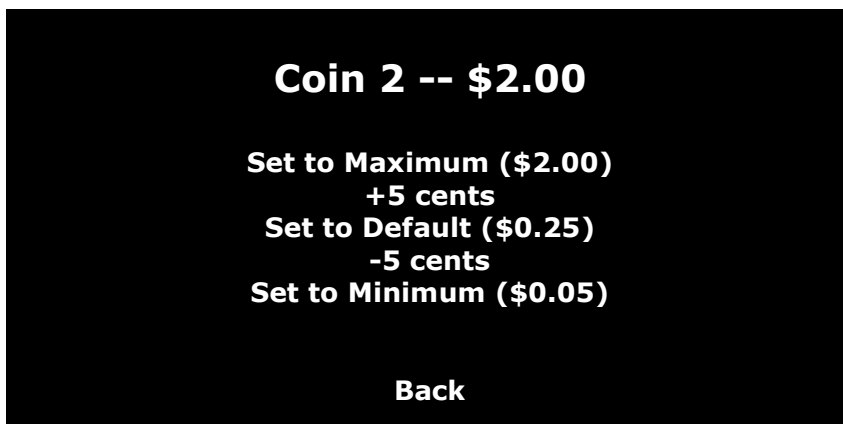 Coin 2 -- $2.00
Set to Maximum ($2.00)
+5 cents
Set to Default ($0.25)
-5 cents
Set to Minimum ($0.05)
Back